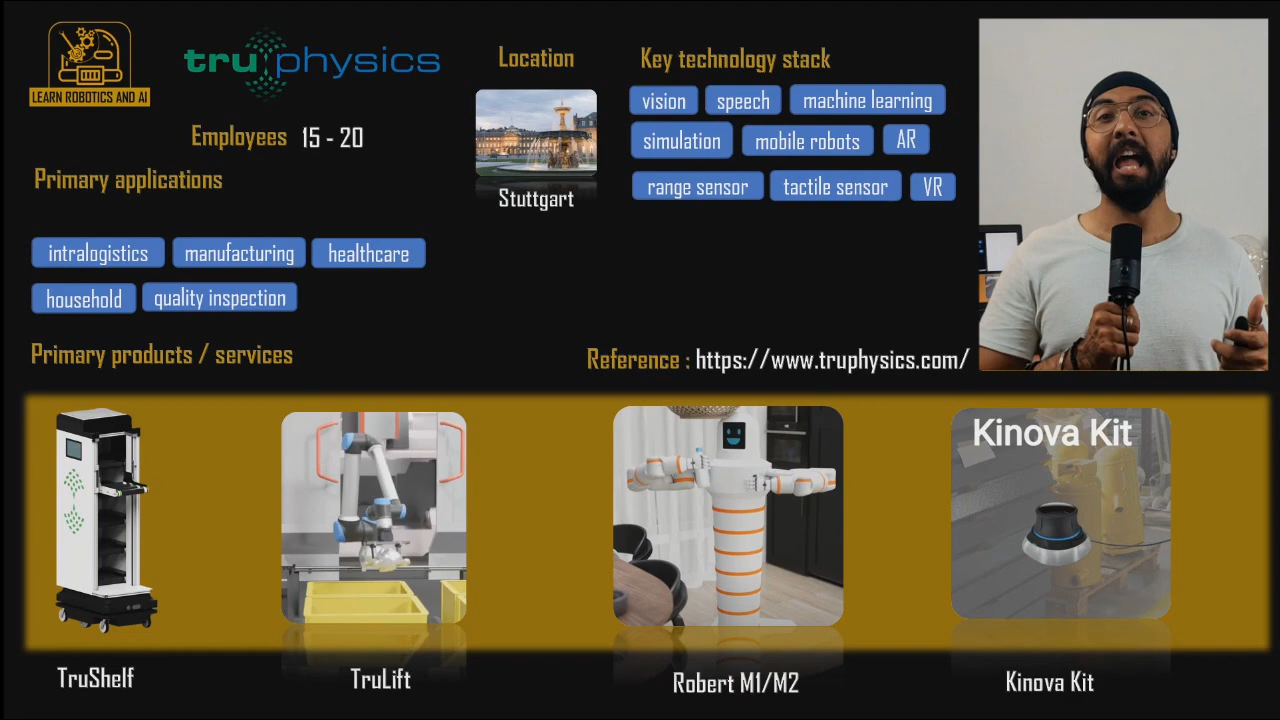 LEARN ROBOTICS AND AI
truphysics
Employees 15 - 20
Primary applications
intralogistics manufacturing healthcare
household quality inspection
Location
Stuttgart
Key technology stack
vision speech machine learning
simulation mobile robots AR
range sensor tactile sensor VR
Primary products / services
Reference : https://www.truphysics.com/
Kinova Kit
TruShelf
TruLift
Robert M1/M2
Kinova Kit